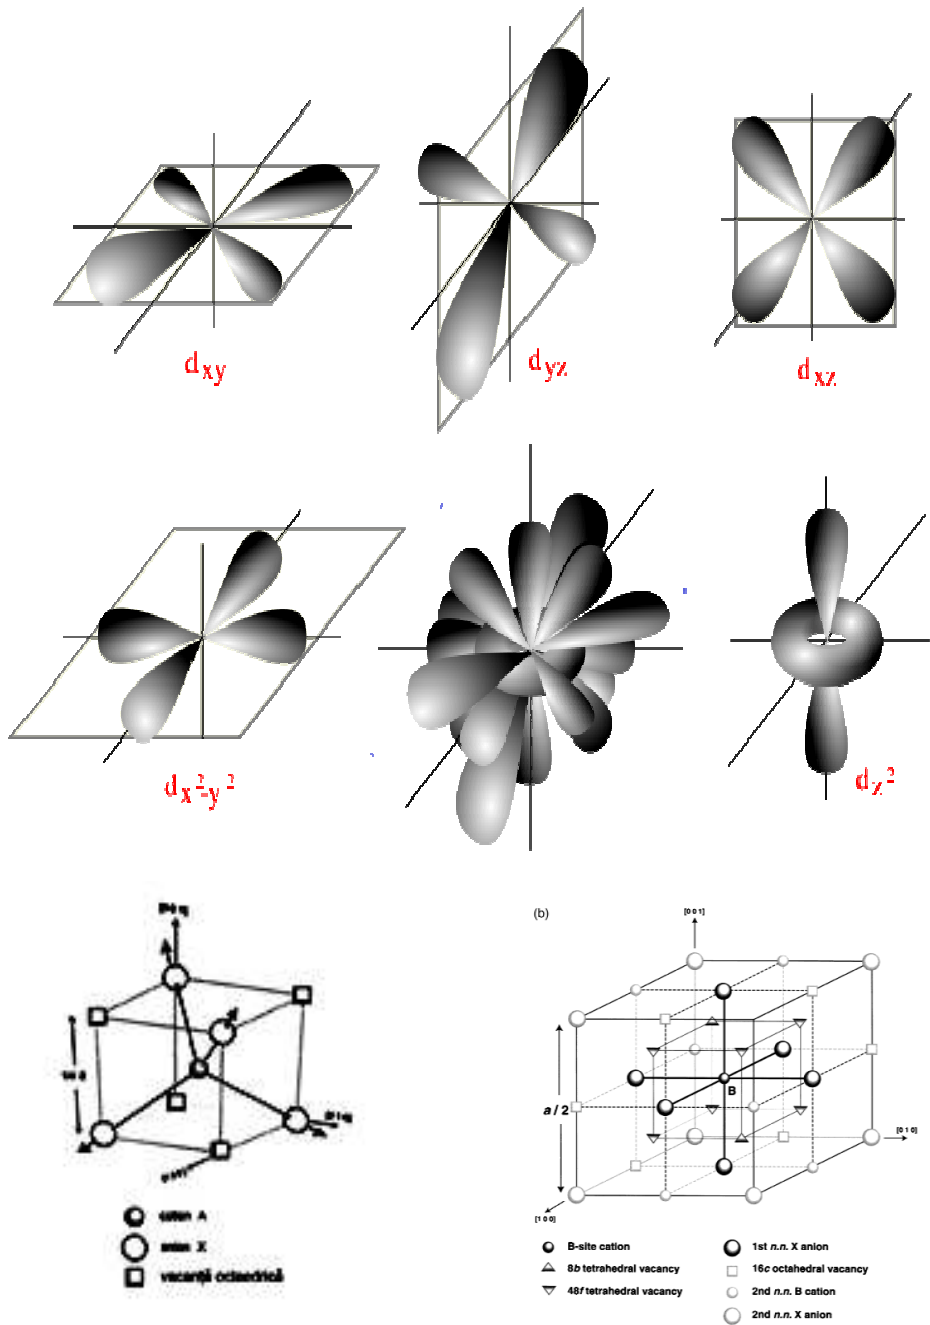 dxy
dyz
dxz
dx²-y²
dz²
(b)
[0 0 1]
B
a / 2
[0 1 0]
[1 0 0]
cation A
anion X
vacanță octaedrică
B-site cation
8b tetrahedral vacancy
48f tetrahedral vacancy
1st n.n. X anion
16c octahedral vacancy
2nd n.n. B cation
2nd n.n. X anion